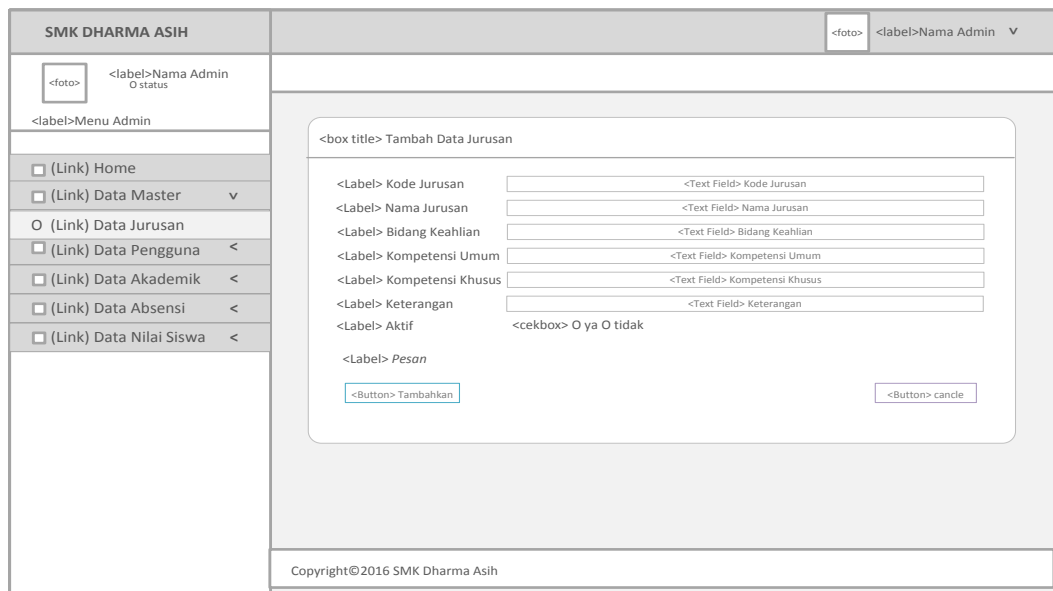 SMK DHARMA ASIH
<foto> <label>Nama Admin v
<foto> <label>Nama Admin
O status
<label>Menu Admin
(Link) Home
(Link) Data Master v
O (Link) Data Jurusan
(Link) Data Pengguna <
(Link) Data Akademik <
(Link) Data Absensi <
(Link) Data Nilai Siswa <
<box title> Tambah Data Jurusan
<Label> Kode Jurusan <Text Field> Kode Jurusan
<Label> Nama Jurusan <Text Field> Nama Jurusan
<Label> Bidang Keahlian <Text Field> Bidang Keahlian
<Label> Kompetensi Umum <Text Field> Kompetensi Umum
<Label> Kompetensi Khusus <Text Field> Kompetensi Khusus
<Label> Keterangan <Text Field> Keterangan
<Label> Aktif <cekbox> O ya O tidak
<Label> Pesan
<Button> Tambahkan <Button> cancle
Copyright©2016 SMK Dharma Asih